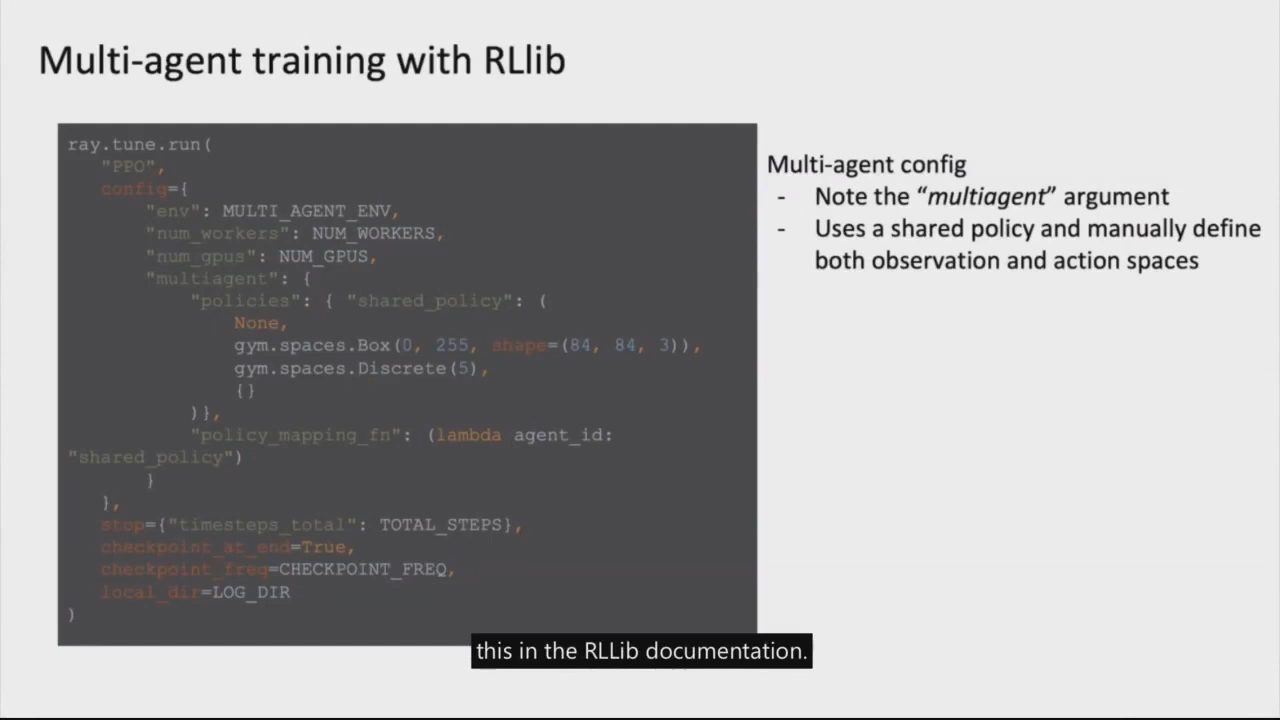 Multi-agent training with RLlib
ray.tune.run(
"PPO",
config={
"env": MULTI_AGENT_ENV,
"num_workers": NUM_WORKERS,
"num_gpus": NUM_GPUS,
"multiagent": {
"policies": { "shared_policy": (
None,
gym.spaces.Box(0, 255, shape=(84, 84, 3)),
gym.spaces.Discrete(5),
{}
)},
"policy_mapping_fn": (lambda agent_id:
"shared_policy")
}
},
stop={"timesteps_total": TOTAL_STEPS},
checkpoint_at_end=True,
checkpoint_freq=CHECKPOINT_FREQ,
local_dir=LOG_DIR
)
Multi-agent config
- Note the “multiagent” argument
- Uses a shared policy and manually define
both observation and action spaces
this in the RLLib documentation.